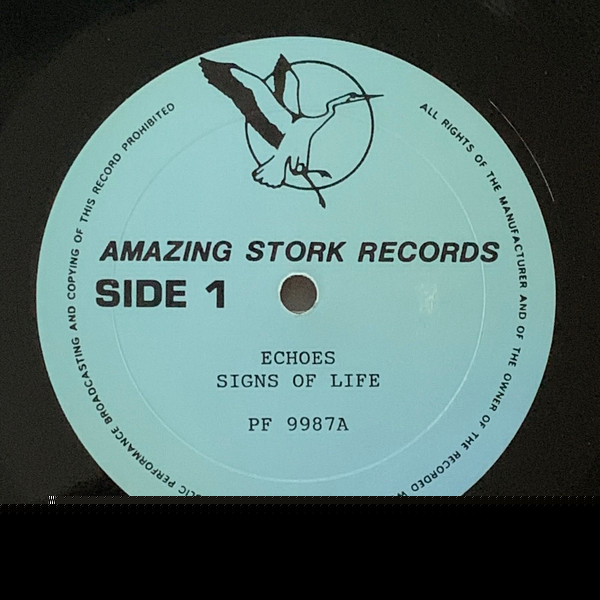 AMAZING STORK RECORDS
SIDE 1
ECHOES
SIGNS OF LIFE
PF 9987A
ALL RIGHTS OF THE MANUFACTURER AND OF THE OWNER OF THE RECORDED
PERFORMANCE BROADCASTING AND COPYING OF THIS RECORD PROHIBITED